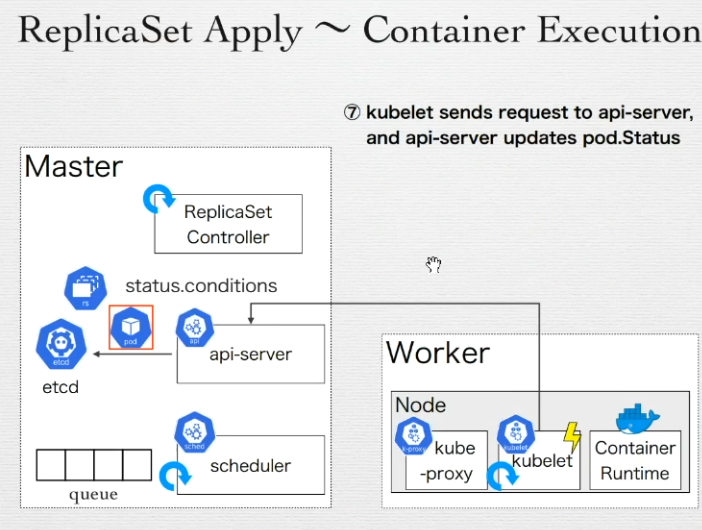 ReplicaSet Apply ～ Container Execution
⑦ kubelet sends request to api-server,
and api-server updates pod.Status
Master
ReplicaSet
Controller
rs
status.conditions
pod
api
api-server
etcd
etcd
sched
scheduler
queue
Worker
Node
k-proxy
kube
-proxy
kubelet
kubelet
Container
Runtime